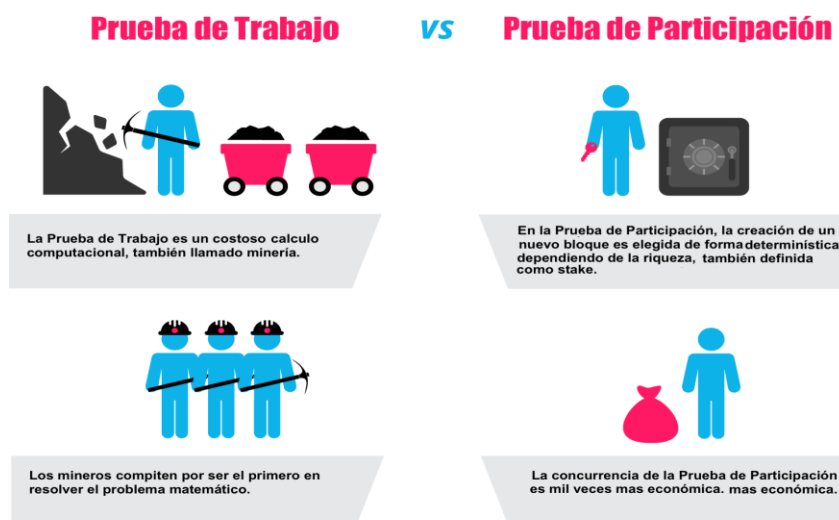 Prueba de Trabajo vs Prueba de Participación
La Prueba de Trabajo es un costoso calculo
computacional, también llamado minería.
En la Prueba de Participación, la creación de un
nuevo bloque es elegida de forma determinística
dependiendo de la riqueza, también definida
como stake.
Los mineros compiten por ser el primero en
resolver el problema matemático.
La concurrencia de la Prueba de Participación
es mil veces mas económica. mas económica.